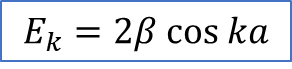 E_k = 2β cos ka